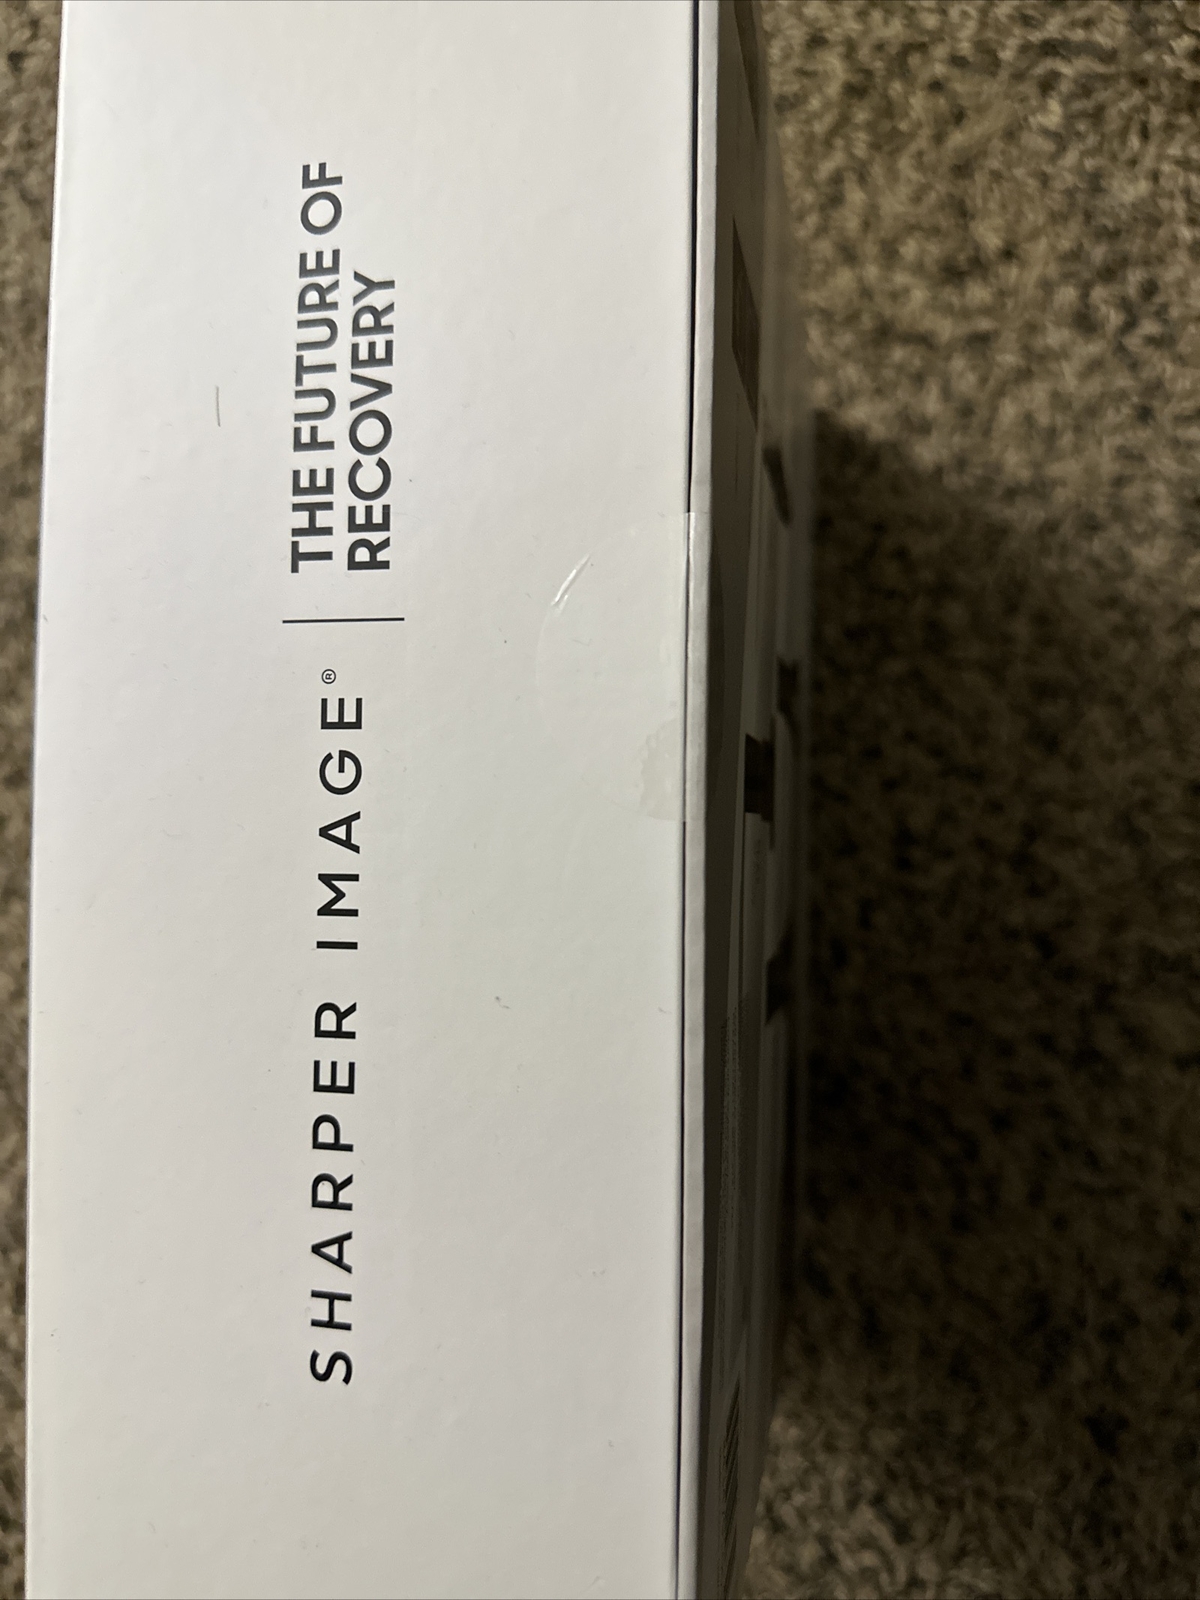 SHARPER IMAGE®
THE FUTURE OF
RECOVERY